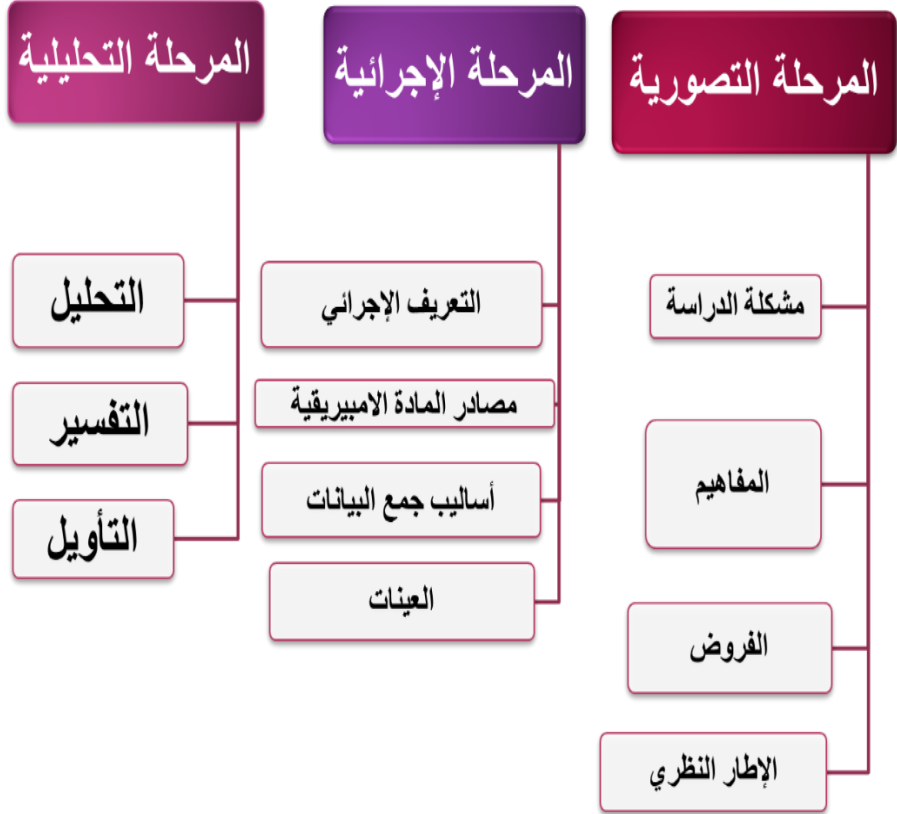 المرحلة التصورية
مشكلة الدراسة
المفاهيم
الفروض
الإطار النظري
المرحلة الإجرائية
التعريف الإجرائي
مصادر المادة الامبيريقية
أساليب جمع البيانات
العينات
المرحلة التحليلية
التحليل
التفسير
التأويل